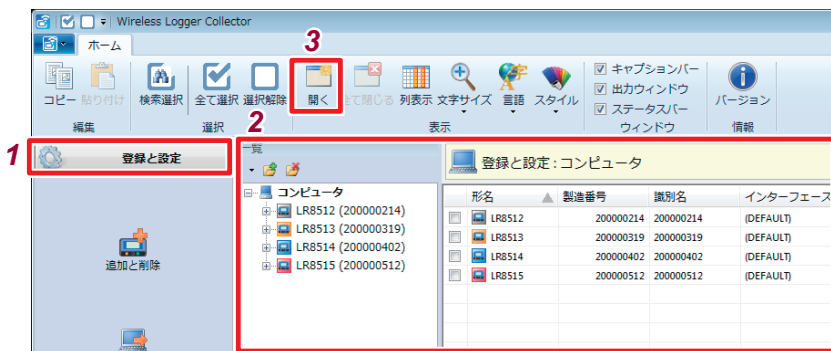 Wireless Logger Collector
ホーム
3
コピー 貼り付け 検索選択 全て選択 選択解除 開く 全て閉じる 列表示 文字サイズ 言語 スタイル
キャプションバー
出力ウィンドウ
ステータスバー
バージョン
編集 選択 表示 ウィンドウ 情報
1
2
登録と設定
一覧
登録と設定:コンピュータ
コンピュータ
LR8512 (200000214)
LR8513 (200000319)
LR8514 (200000402)
LR8515 (200000512)
形名 製造番号 識別名 インターフェース
LR8512 200000214 200000214 (DEFAULT)
LR8513 200000319 200000319 (DEFAULT)
LR8514 200000402 200000402 (DEFAULT)
LR8515 200000512 200000512 (DEFAULT)
追加と削除